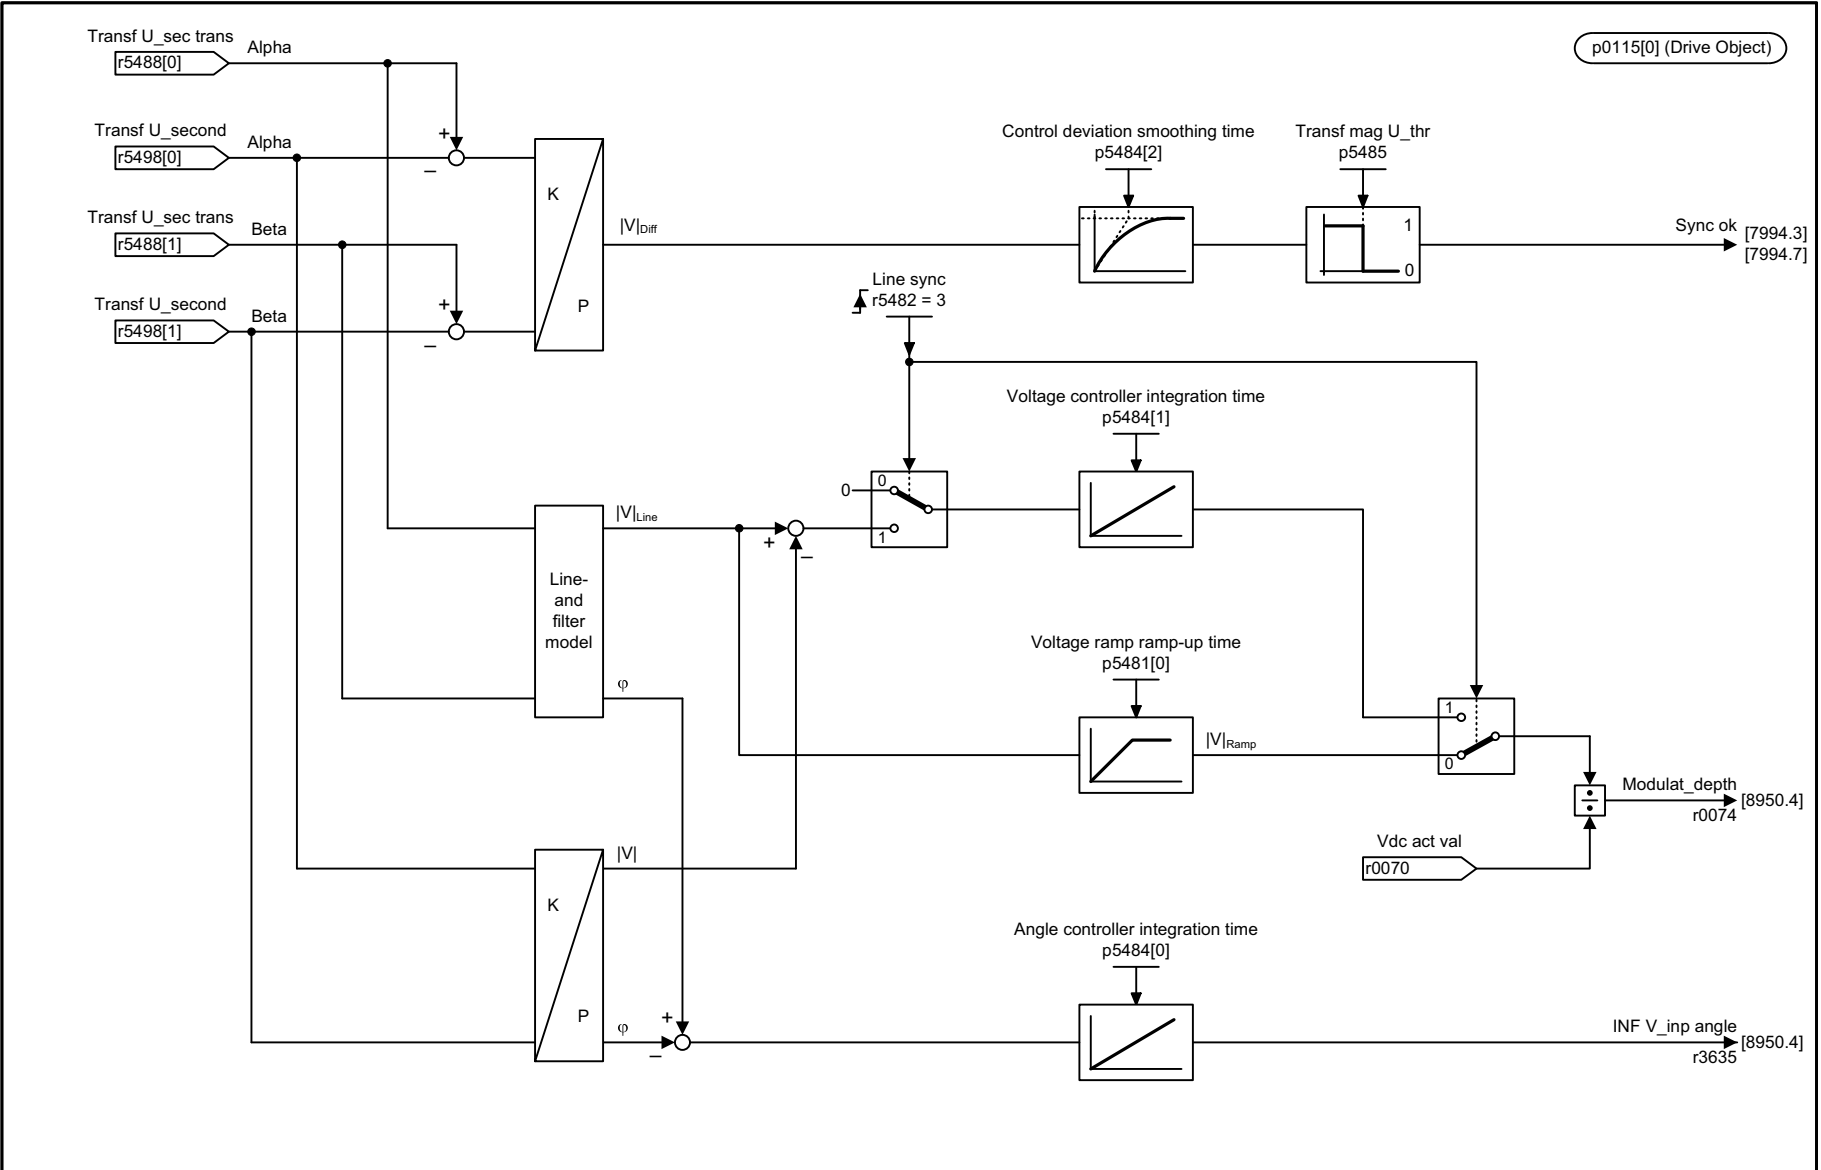 Transf U_sec trans
r5488[0]
Alpha
p0115[0] (Drive Object)
Transf U_second
r5498[0]
Alpha
+
–
Transf U_sec trans
r5488[1]
Beta
Transf U_second
r5498[1]
Beta
+
–
K
P
|V|Diff
Control deviation smoothing time
p5484[2]
Transf mag U_thr
p5485
1
0
Sync ok
[7994.3]
[7994.7]
Line sync
r5482 = 3
Voltage controller integration time
p5484[1]
0
0
1
|V|Line
+
–
Line-
and
filter
model
φ
Voltage ramp ramp-up time
p5481[0]
|V|Ramp
1
0
÷
Modulat_depth
r0074
[8950.4]
Vdc act val
r0070
K
P
|V|
φ
+
–
Angle controller integration time
p5484[0]
INF V_inp angle
r3635
[8950.4]